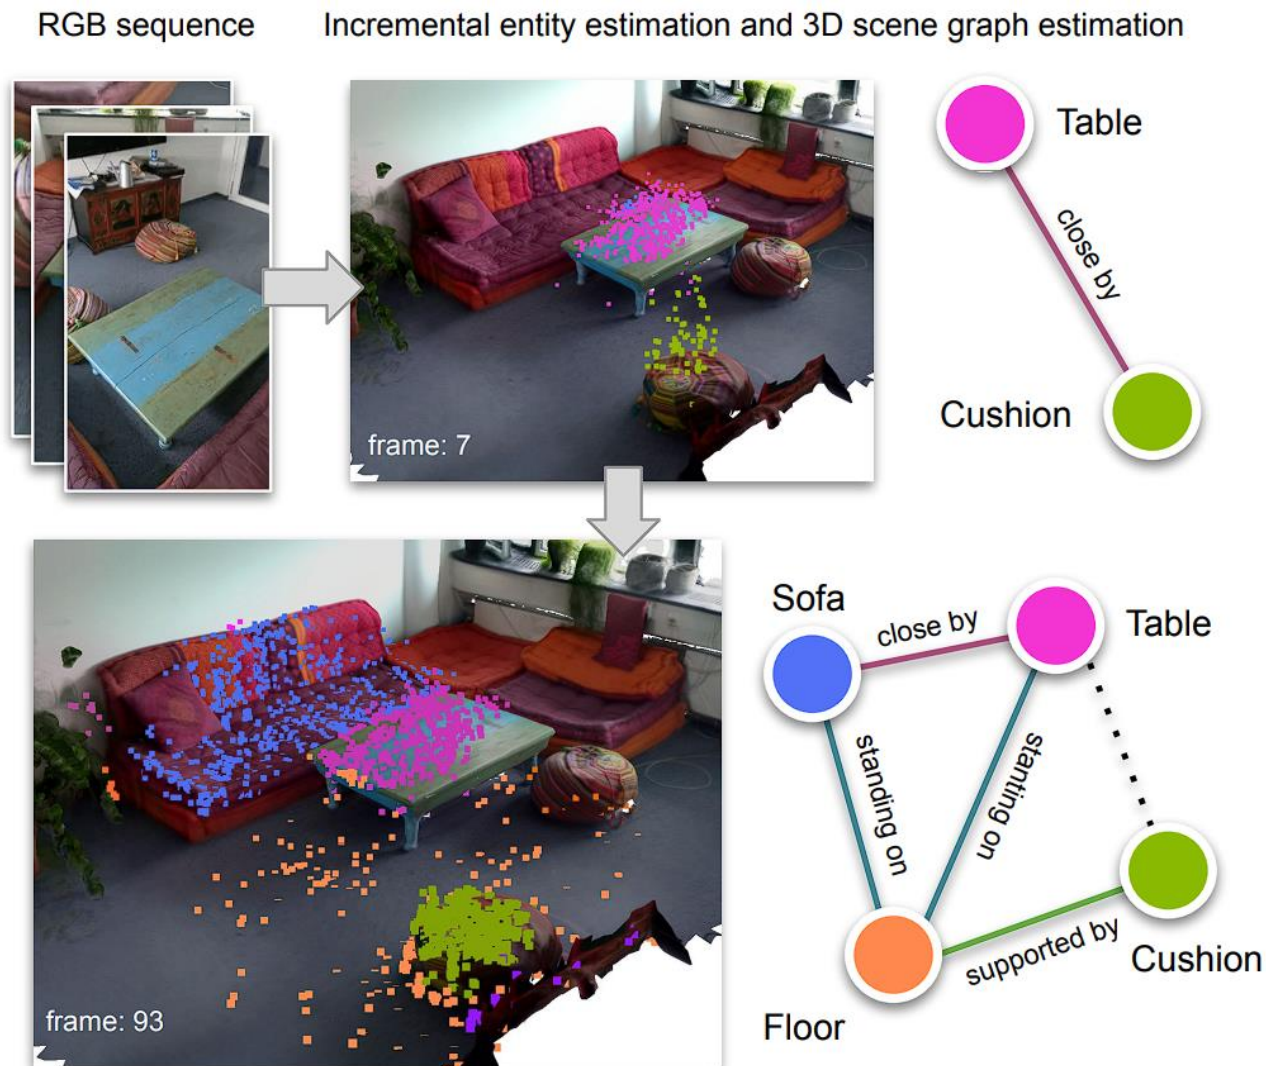 RGB sequence
Incremental entity estimation and 3D scene graph estimation
Table
close by
Cushion
frame: 7
Sofa
close by
Table
standing on
stanting on
supported by
Cushion
Floor
frame: 93